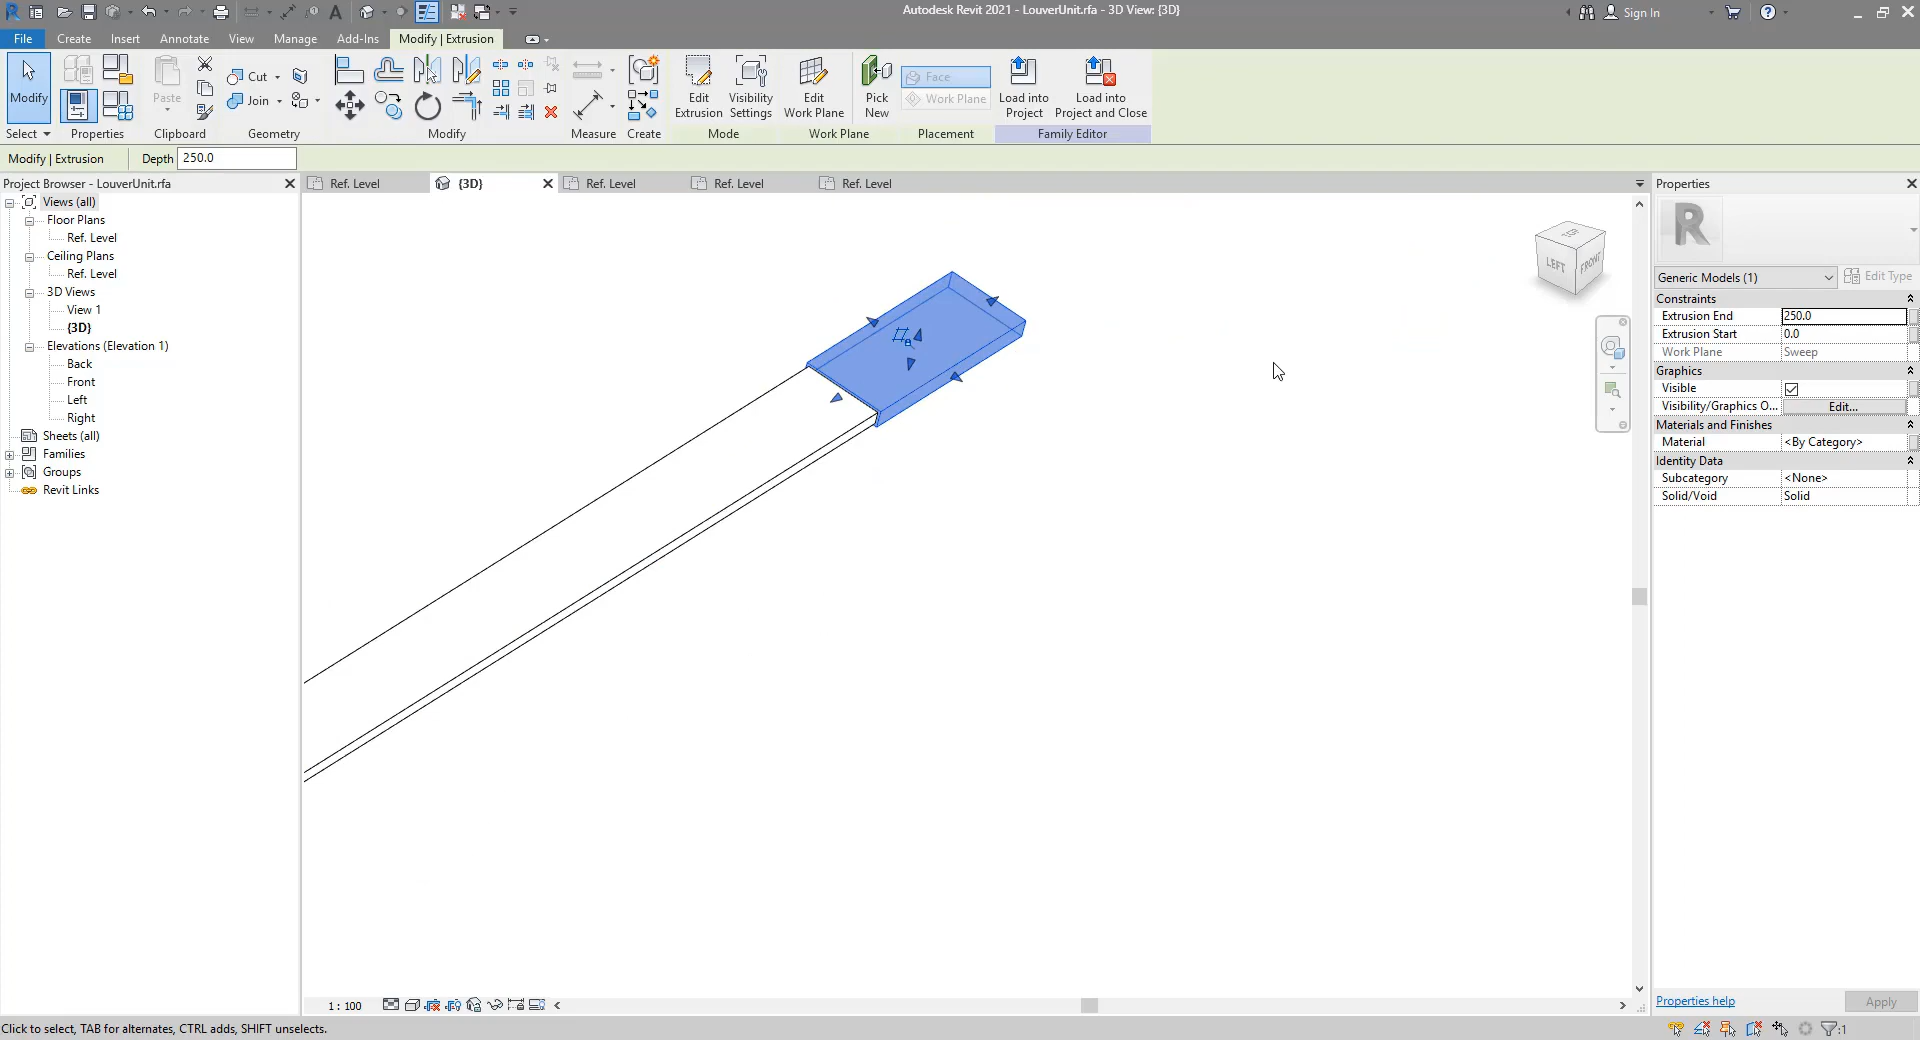 Autodesk Revit 2021 - LouverUnit.rfa - 3D View: {3D}
Sign In
File
Create
Insert
Annotate
View
Manage
Add-Ins
Modify | Extrusion
Modify
Select
Properties
Paste
Clipboard
Cut
Join
Geometry
Modify
Measure
Create
Edit
Extrusion
Visibility
Settings
Mode
Edit
Work Plane
Work Plane
Pick
New
Face
Work Plane
Placement
Load into
Project
Load into
Project and Close
Family Editor
Modify | Extrusion
Depth 250.0
Project Browser - LouverUnit.rfa
Views (all)
Floor Plans
Ref. Level
Ceiling Plans
Ref. Level
3D Views
View 1
{3D}
Elevations (Elevation 1)
Back
Front
Left
Right
Sheets (all)
Families
Groups
Revit Links
Ref. Level
{3D}
Ref. Level
Ref. Level
Ref. Level
TOP
LEFT
FRONT
Properties
R
Generic Models (1)
Edit Type
Constraints
Extrusion End 250.0
Extrusion Start 0.0
Work Plane Sweep
Graphics
Visible
Visibility/Graphics O... Edit...
Materials and Finishes
Material <By Category>
Identity Data
Subcategory <None>
Solid/Void Solid
Properties help
Apply
1 : 100
Click to select, TAB for alternates, CTRL adds, SHIFT unselects.
:1